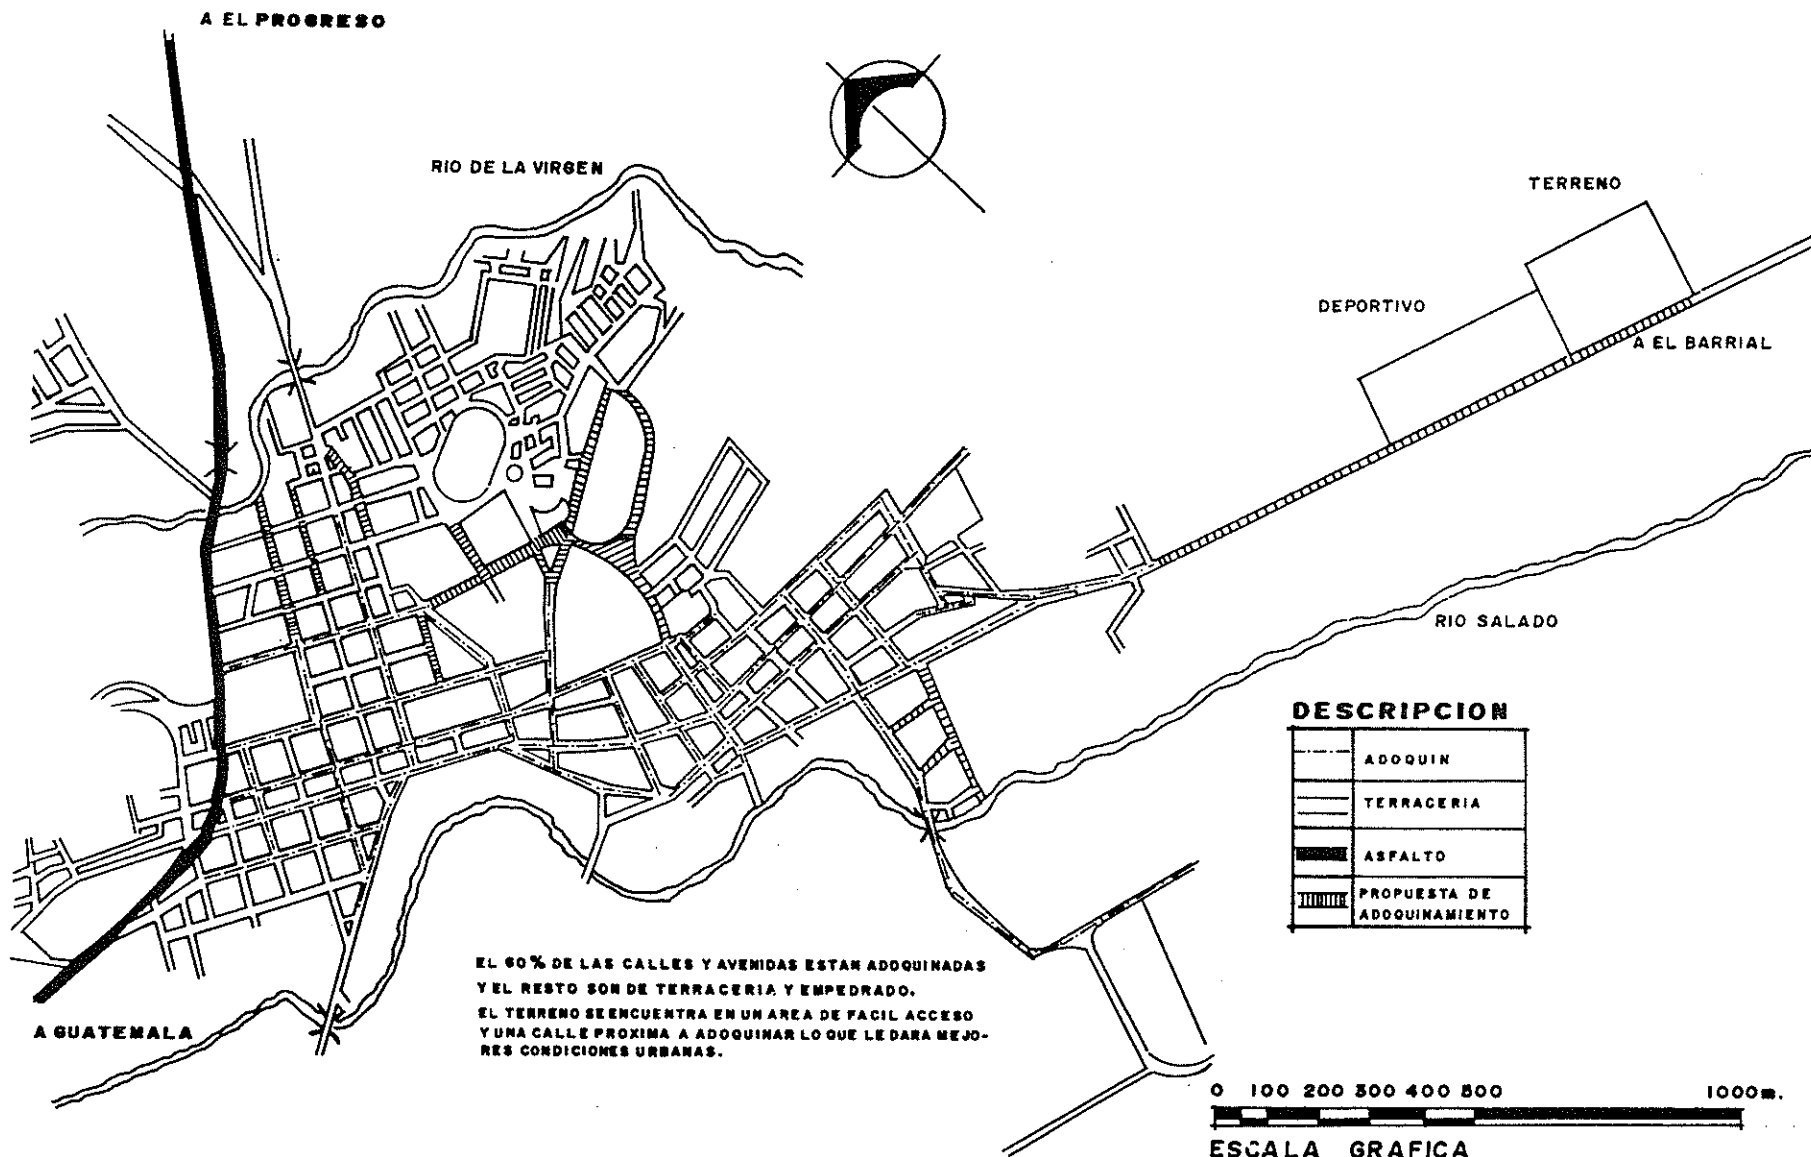 A EL PROGRESO
RIO DE LA VIRGEN
TERRENO
DEPORTIVO
A EL BARRIAL
RIO SALADO
DESCRIPCION
ADOQUIN
TERRACERIA
ASFALTO
PROPUESTA DE
ADOQUINAMIENTO
EL 60% DE LAS CALLES Y AVENIDAS ESTAN ADOQUINADAS
Y EL RESTO SON DE TERRACERIA Y EMPEDRADO.
EL TERRENO SE ENCUENTRA EN UN AREA DE FACIL ACCESO
Y UNA CALLE PROXIMA A ADOQUINAR LO QUE LE DARA MEJO-
RES CONDICIONES URBANAS.
A GUATEMALA
0 100 200 300 400 500 1000m.
ESCALA GRAFICA